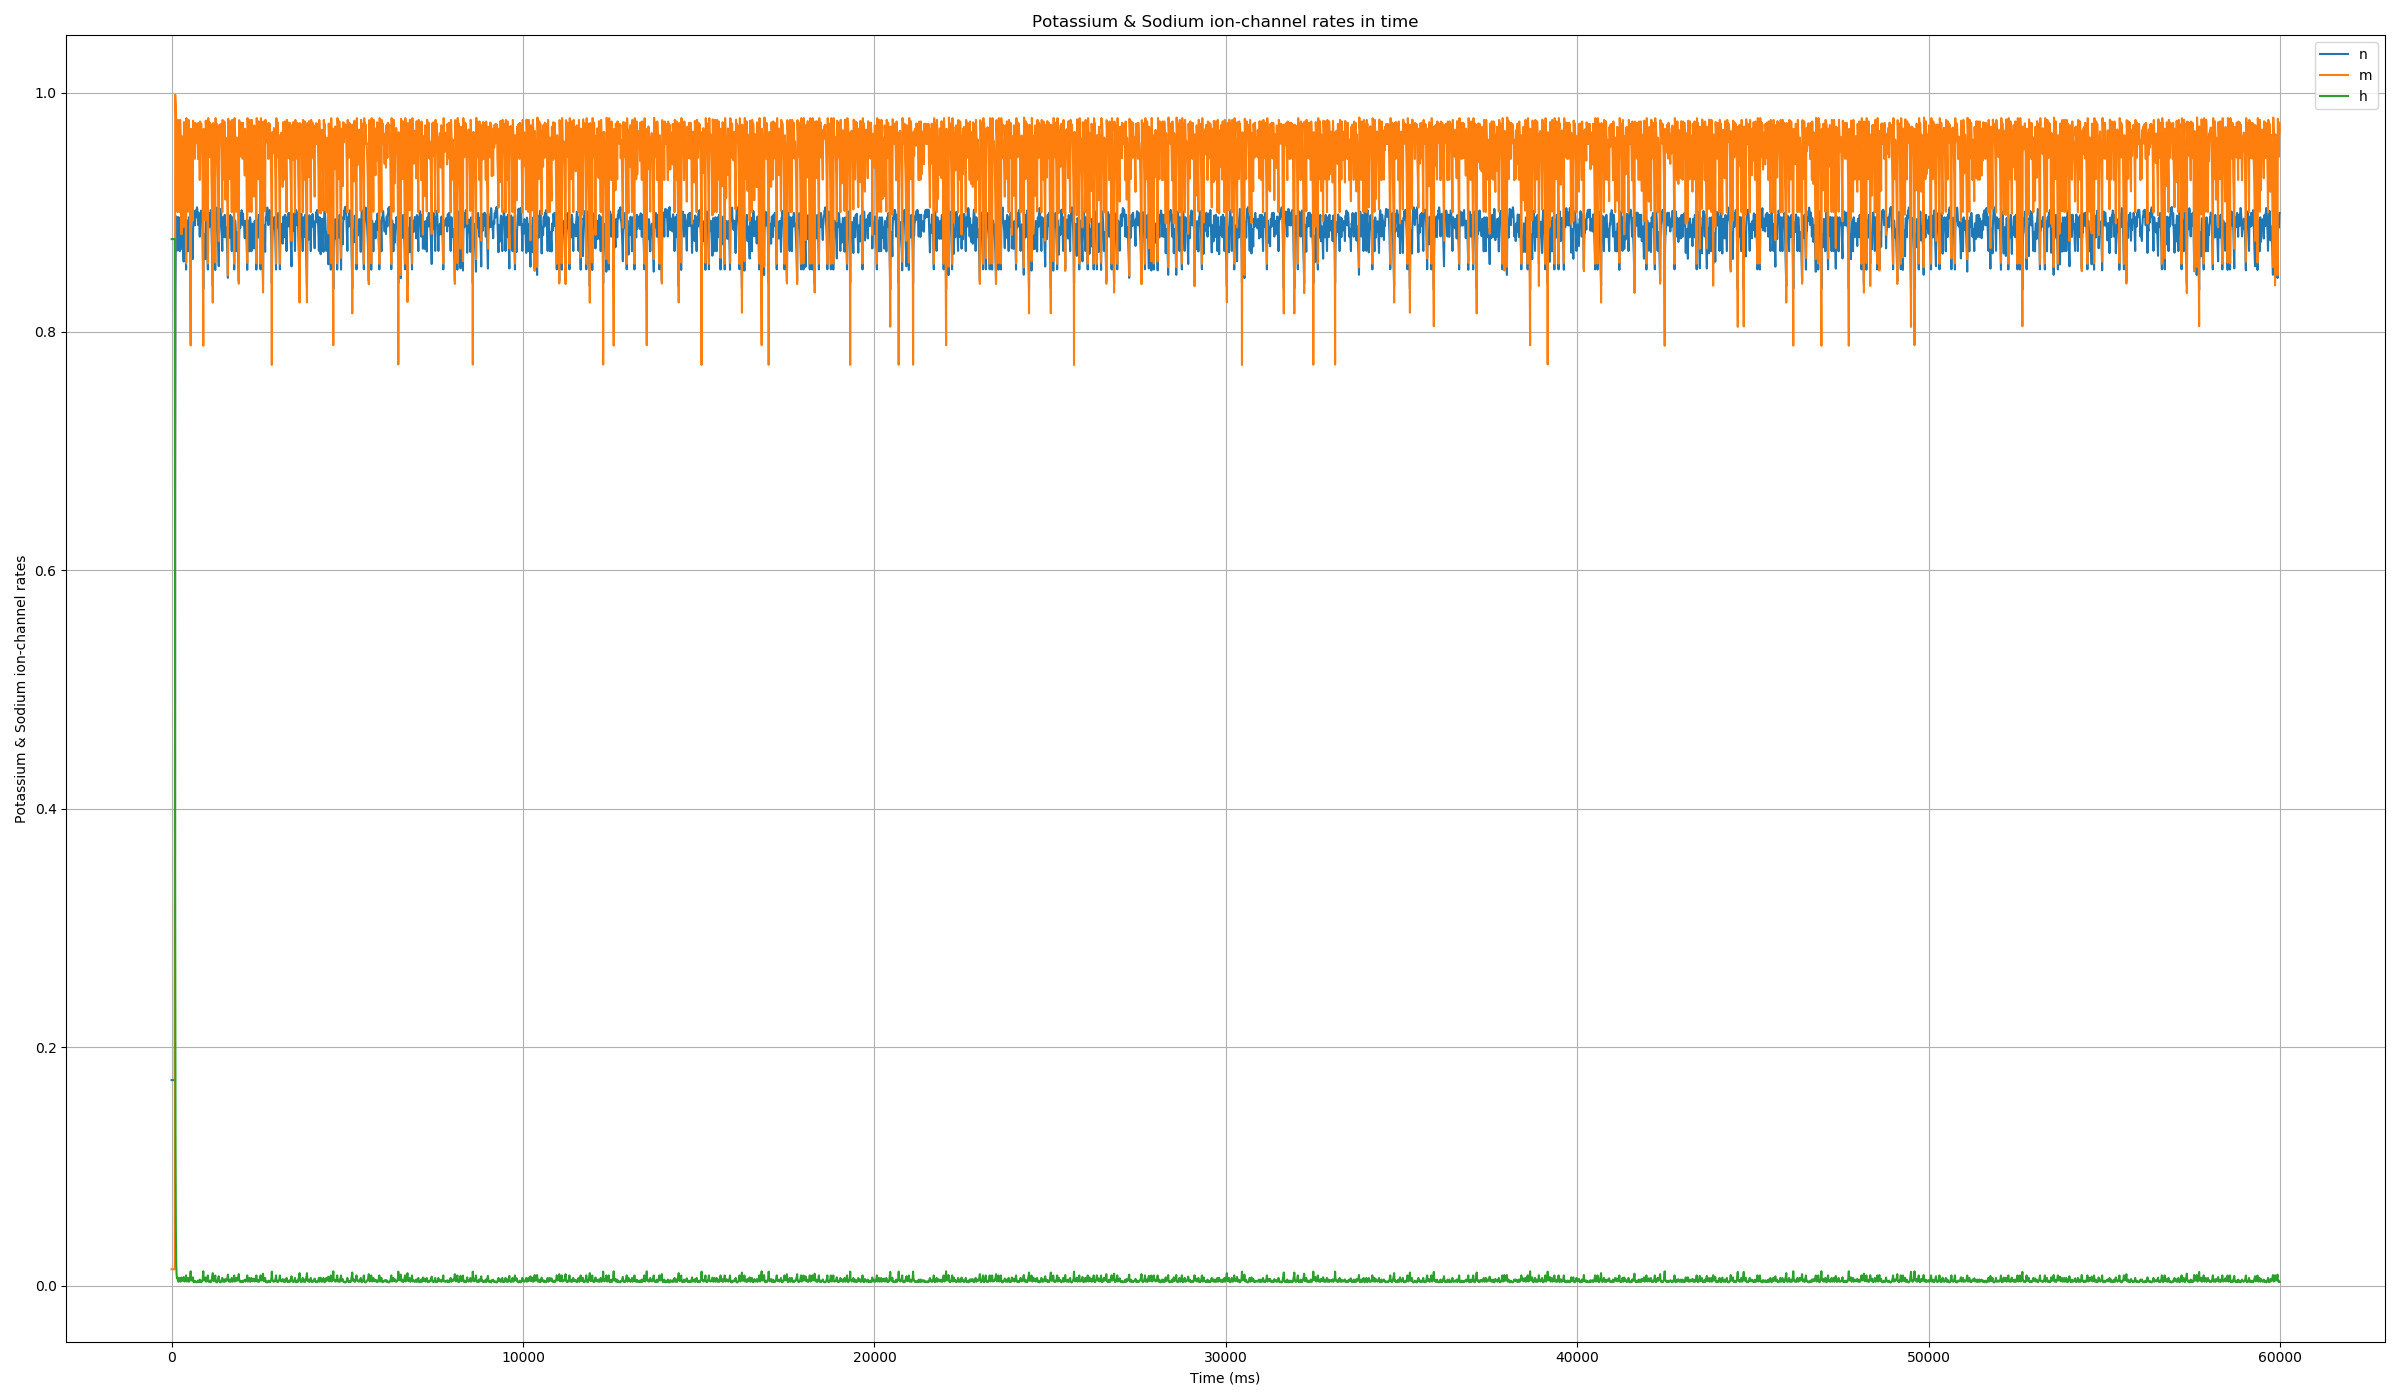 Potassium & Sodium ion-channel rates in time
n
m
h
Potassium & Sodium ion-channel rates
1.0
0.8
0.6
0.4
0.2
0.0
0 10000 20000 30000 40000 50000 60000
Time (ms)